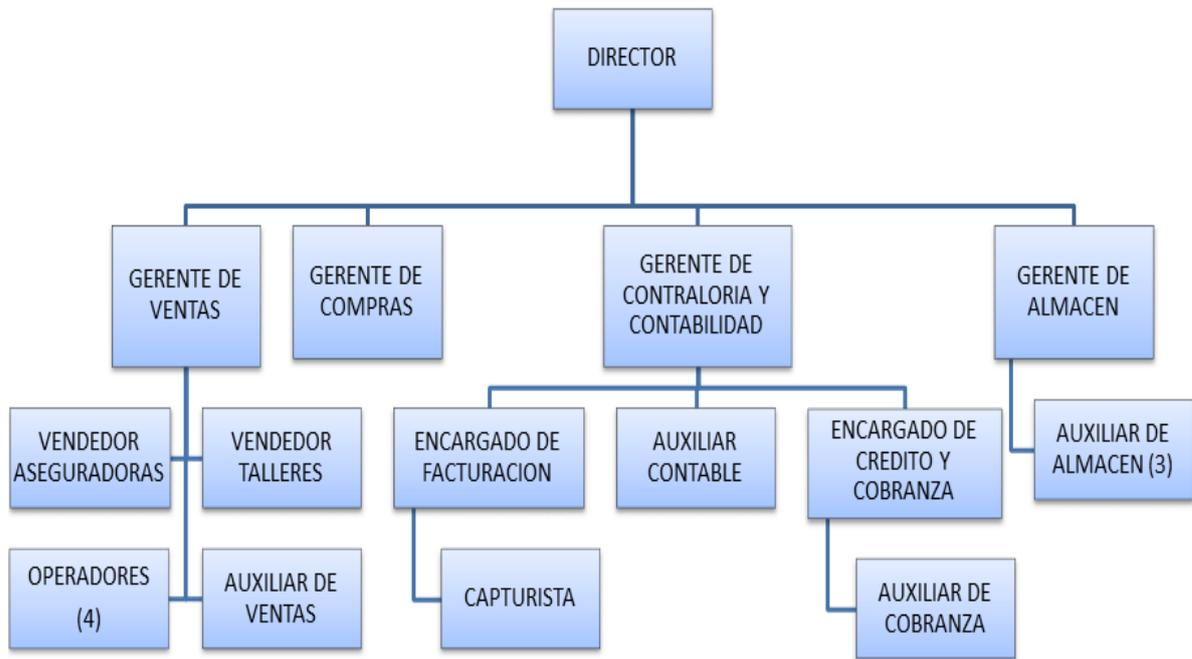 DIRECTOR
GERENTE DE
VENTAS
GERENTE DE
COMPRAS
GERENTE DE
CONTRALORIA Y
CONTABILIDAD
GERENTE DE
ALMACEN
VENDEDOR
ASEGURADORAS
VENDEDOR
TALLERES
ENCARGADO DE
FACTURACION
AUXILIAR
CONTABLE
ENCARGADO DE
CREDITO Y
COBRANZA
AUXILIAR DE
ALMACEN (3)
OPERADORES
(4)
AUXILIAR DE
VENTAS
CAPTURISTA
AUXILIAR DE
COBRANZA